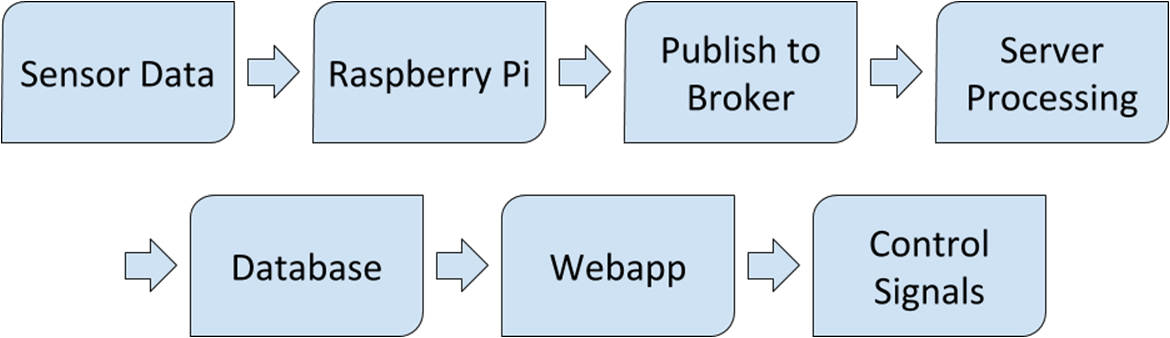 Sensor Data
Raspberry Pi
Publish to
Broker
Server
Processing
Database
Webapp
Control
Signals